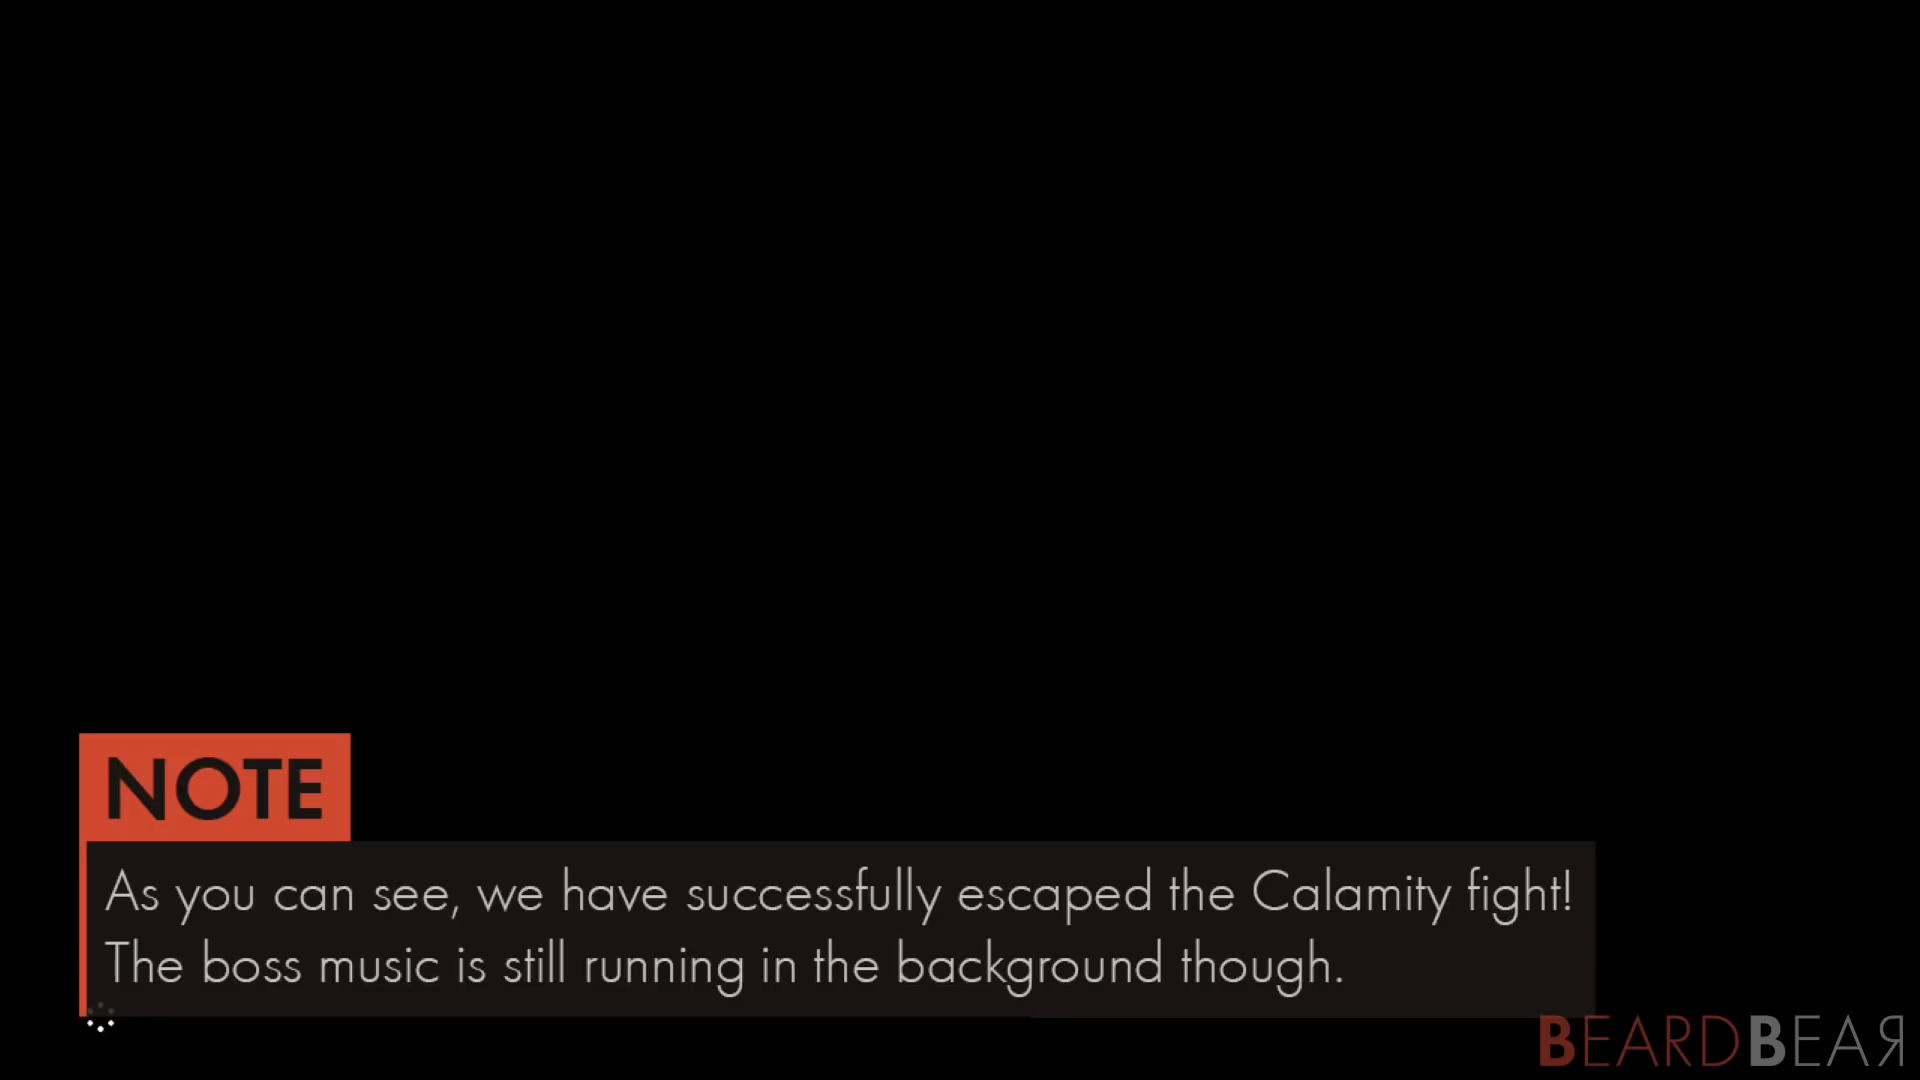 NOTE
As you can see, we have successfully escaped the Calamity fight!
The boss music is still running in the background though.
BEARDBEAR